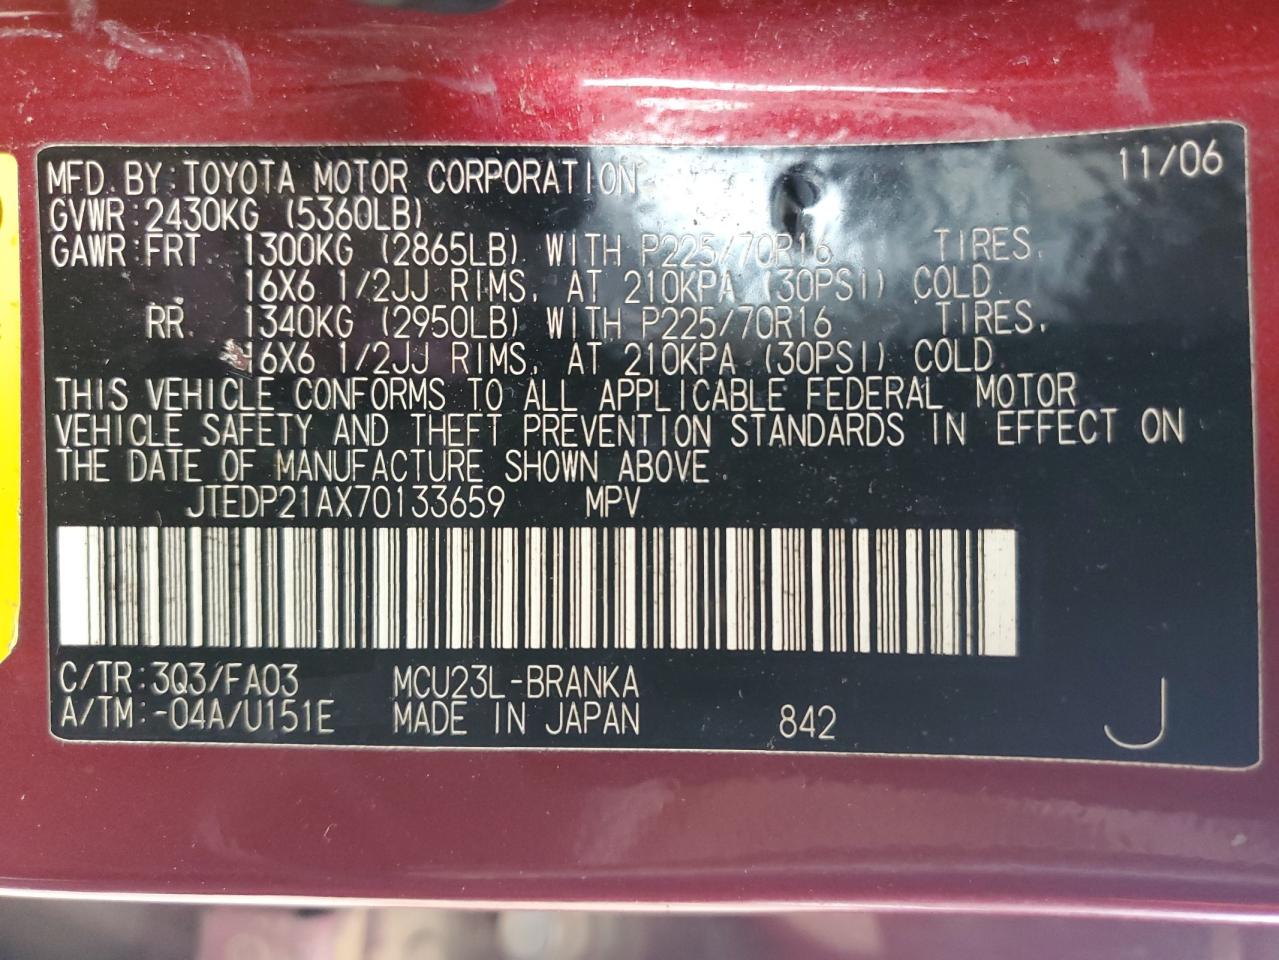 MFD. BY: TOYOTA MOTOR CORPORATION 11/06
GVWR: 2430KG (5360LB)
GAWR: FRT 1300KG (2865LB) WITH P225/70R16 TIRES,
16X6 1/2JJ RIMS, AT 210KPA (30PSI) COLD.
RR. 1340KG (2950LB) WITH P225/70R16 TIRES,
16X6 1/2JJ RIMS, AT 210KPA (30PSI) COLD.
THIS VEHICLE CONFORMS TO ALL APPLICABLE FEDERAL MOTOR
VEHICLE SAFETY AND THEFT PREVENTION STANDARDS IN EFFECT ON
THE DATE OF MANUFACTURE SHOWN ABOVE.
JTEDP21AX70133659 MPV
C/TR: 3Q3/FA03 MCU23L-BRANKA
A/TM: -04A/U151E MADE IN JAPAN 842 J